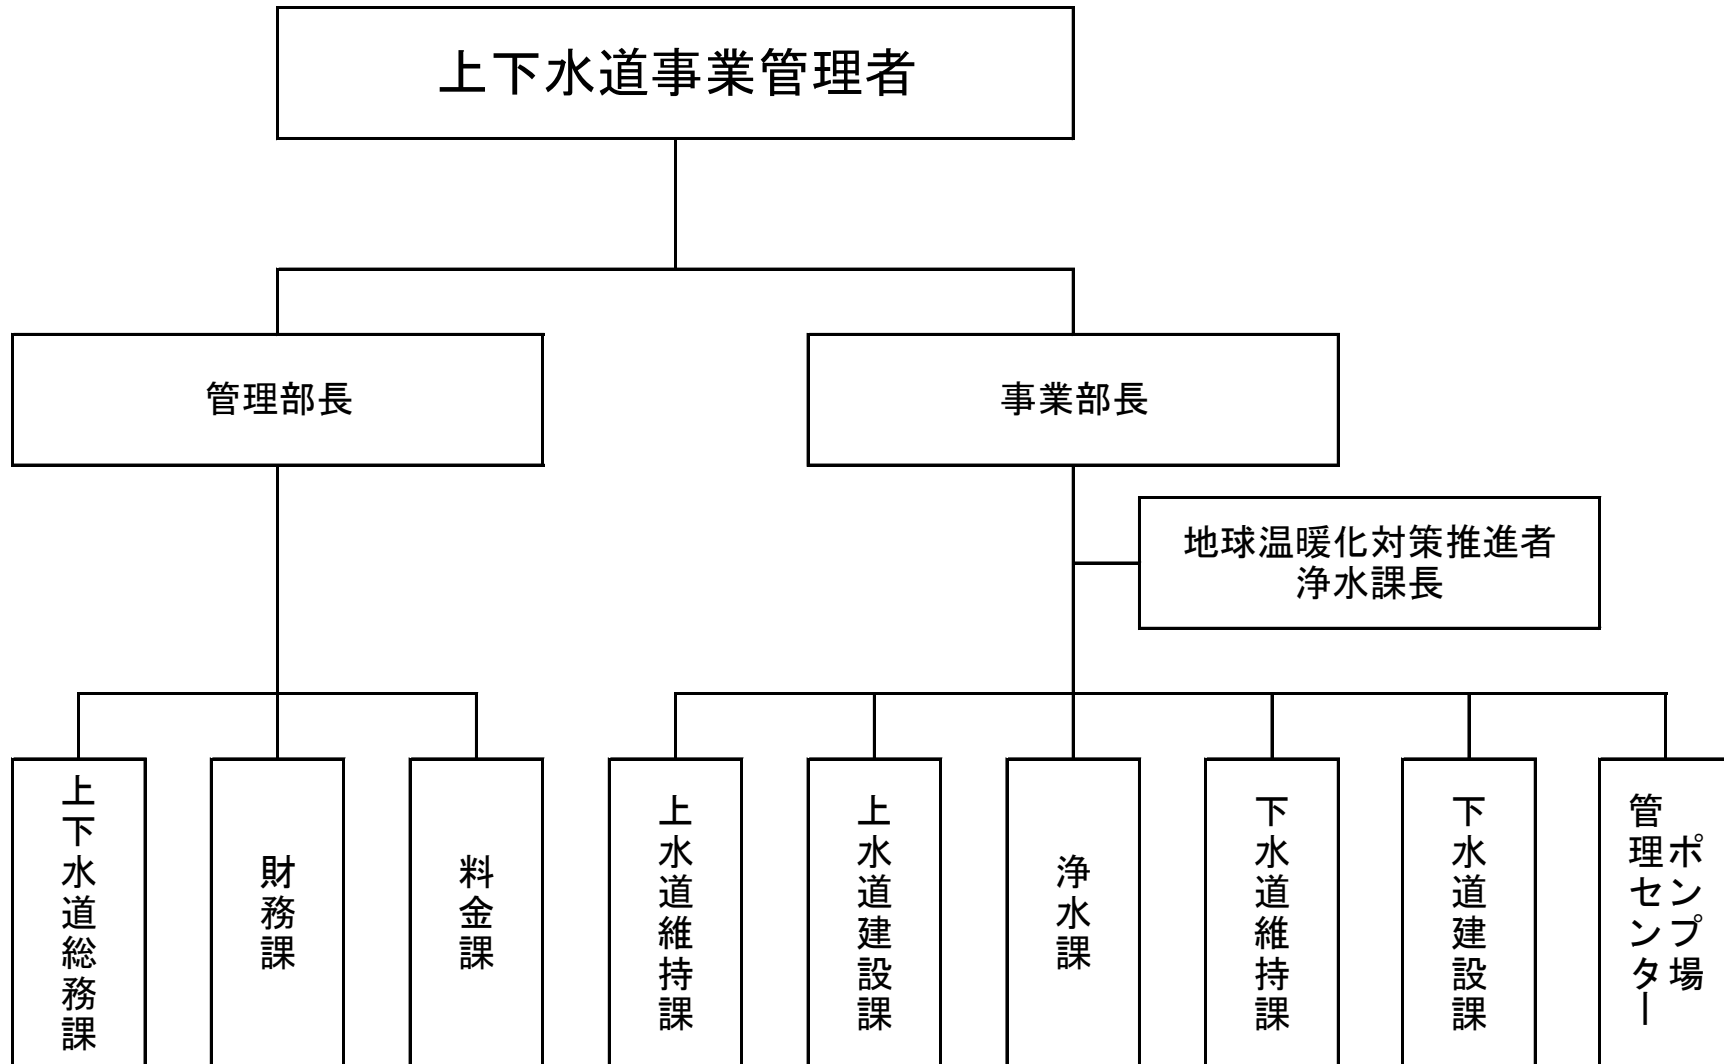 上下水道事業管理者
管理部長
事業部長
地球温暖化対策推進者
浄水課長
上下水道総務課
財務課
料金課
上水道維持課
上水道建設課
浄水課
下水道維持課
下水道建設課
ポンプ場
管理センター